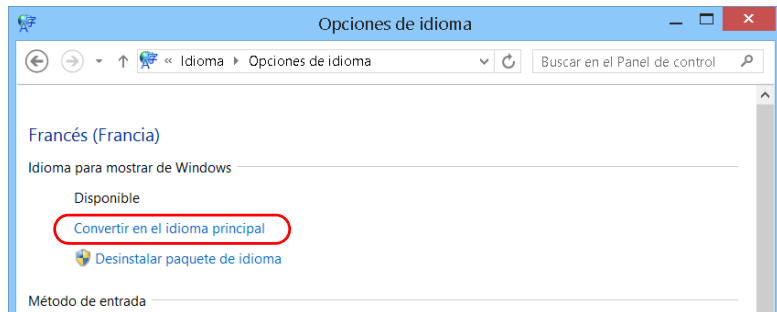 Opciones de idioma
« Idioma Opciones de idioma Buscar en el Panel de control
Francés (Francia)
Idioma para mostrar de Windows
Disponible
Convertir en el idioma principal
Desinstalar paquete de idioma
Método de entrada